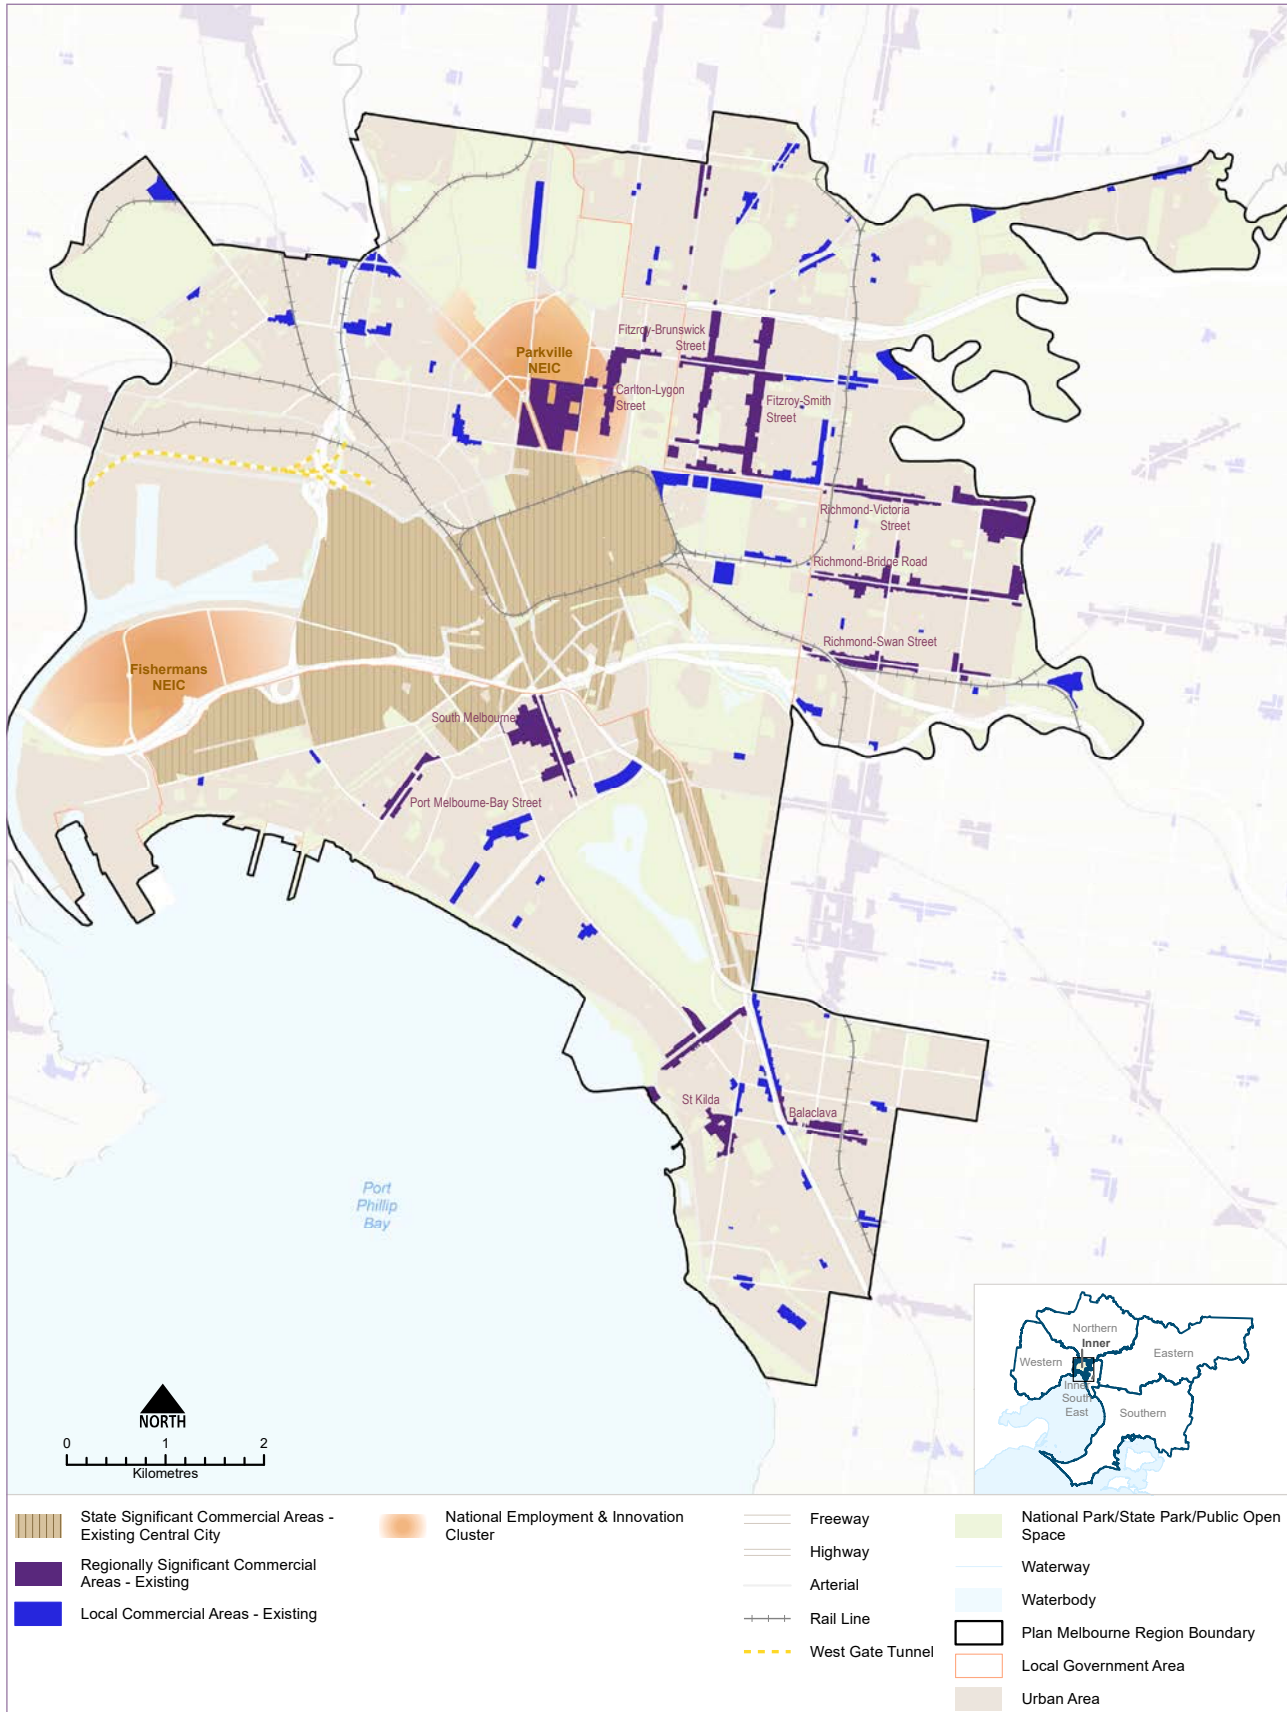 Fitzroy-Brunswick
Street
Parkville
NEIC
Carlton-Lygon
Street
Fitzroy-Smith
Street
Richmond-Victoria
Street
Richmond-Bridge Road
Richmond-Swan Street
Fishermans
NEIC
South Melbourne
Port Melbourne-Bay Street
St Kilda
Balaclava
Port
Phillip
Bay
NORTH
0 1 2
Kilometres
Northern
Inner
Western
Eastern
Inner
South
East
Southern
State Significant Commercial Areas -
Existing Central City
Regionally Significant Commercial
Areas - Existing
Local Commercial Areas - Existing
National Employment & Innovation
Cluster
Freeway
Highway
Arterial
Rail Line
West Gate Tunnel
National Park/State Park/Public Open
Space
Waterway
Waterbody
Plan Melbourne Region Boundary
Local Government Area
Urban Area